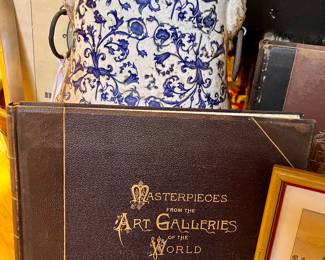 MASTERPIECES
FROM THE
ART GALLERIES
OF THE
WORLD